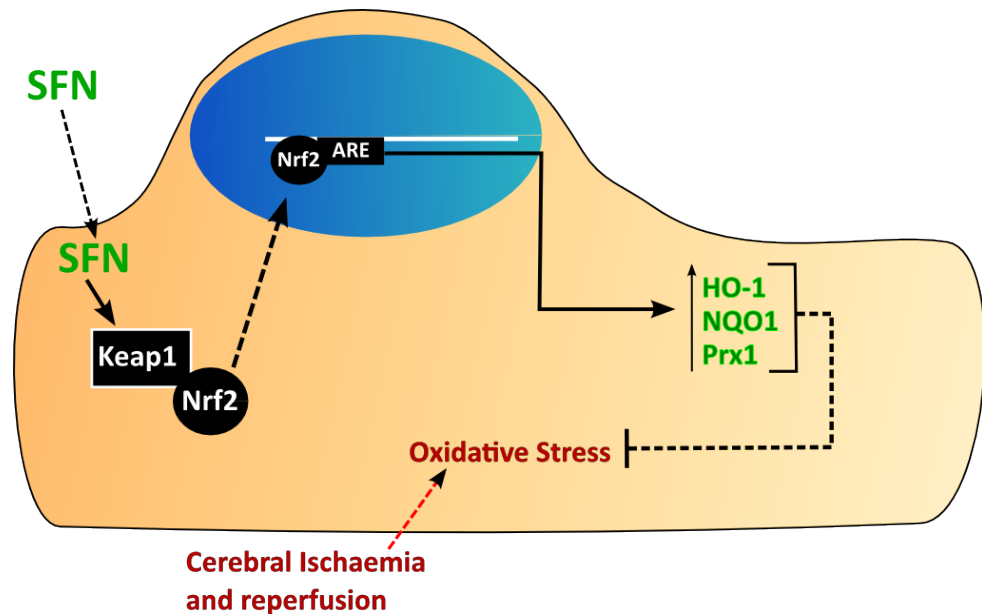 SFN
Nrf2
ARE
SFN
HO-1
NQO1
Prx1
Keap1
Nrf2
Oxidative Stress
Cerebral Ischaemia
and reperfusion